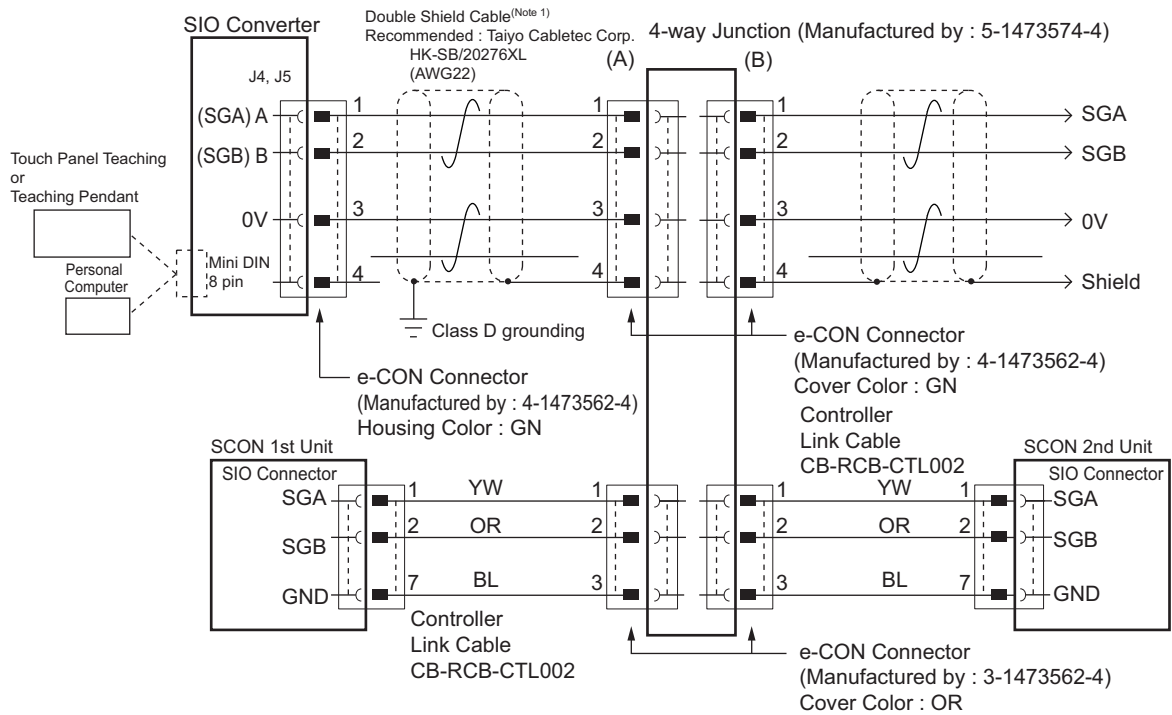 SIO Converter
Double Shield Cable(Note 1)
Recommended : Taiyo Cabletec Corp.
HK-SB/20276XL
(AWG22)
4-way Junction (Manufactured by : 5-1473574-4)
(A)
(B)
J4, J5
(SGA) A
1
1
1
SGA
(SGB) B
2
2
2
SGB
Touch Panel Teaching
or
Teaching Pendant
0V
3
3
3
0V
Personal
Computer
Mini DIN
8 pin
4
4
4
Shield
Class D grounding
e-CON Connector
(Manufactured by : 4-1473562-4)
Housing Color : GN
e-CON Connector
(Manufactured by : 4-1473562-4)
Cover Color : GN
Controller
Link Cable
CB-RCB-CTL002
SCON 1st Unit
SIO Connector
SCON 2nd Unit
SIO Connector
SGA
1
YW
1
1
YW
1
SGA
SGB
2
OR
2
2
OR
2
SGB
GND
7
BL
3
3
BL
7
GND
Controller
Link Cable
CB-RCB-CTL002
e-CON Connector
(Manufactured by : 3-1473562-4)
Cover Color : OR